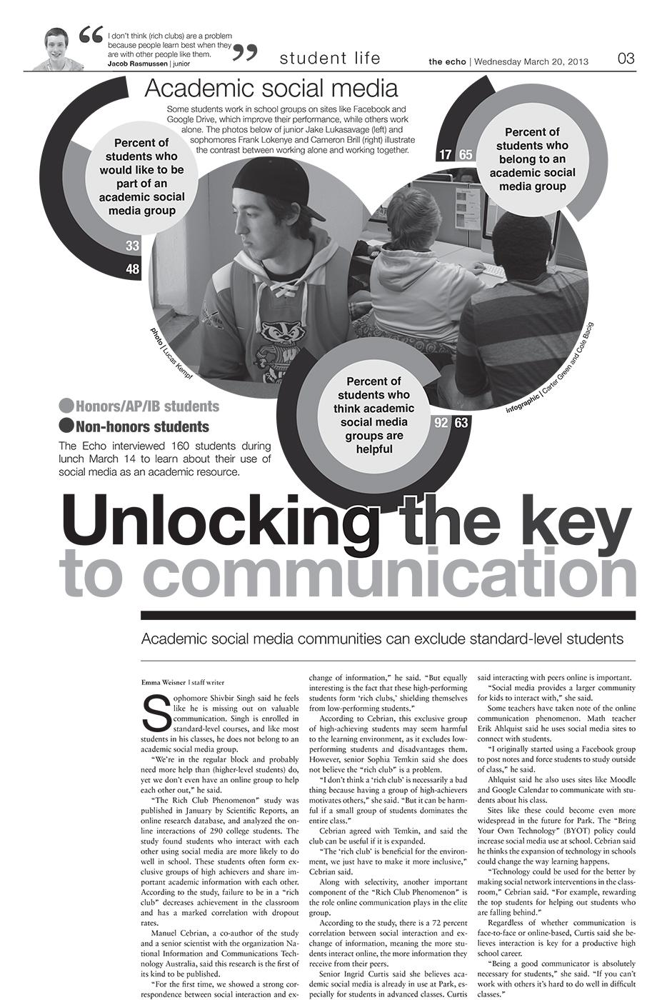 “ I don't think (rich clubs) are a problem
because people learn best when they
are with other people like them. ”
Jacob Rasmussen | junior
student life
the echo | Wednesday March 20, 2013
03
Academic social media
Some students work in school groups on sites like Facebook and
Google Drive, which improve their performance, while others work
alone. The photos below of junior Jake Lukasavage (left) and
sophomores Frank Lokenye and Cameron Brill (right) illustrate
the contrast between working alone and working together.
Percent of
students who
would like to be
part of an
academic social
media group
33
48
17 65
Percent of
students who
belong to an
academic social
media group
photo | Lucas Kempf
infographic | Carter Green and Cole Bacig
Percent of
students who
think academic
social media
groups are
helpful
92 63
Honors/AP/IB students
Non-honors students
The Echo interviewed 160 students during
lunch March 14 to learn about their use of
social media as an academic resource.
Unlocking the key
to communication
Academic social media communities can exclude standard-level students
Emma Weisner | staff writer
Sophomore Shivbir Singh said he feels
like he is missing out on valuable
communication. Singh is enrolled in
standard-level courses, and like most
students in his classes, he does not belong to an
academic social media group.
“We’re in the regular block and probably
need more help than (higher-level students) do,
yet we don’t even have an online group to help
each other out,” he said.
“The Rich Club Phenomenon” study was
published in January by Scientific Reports, an
online research database, and analyzed the on-
line interactions of 290 college students. The
study found students who interact with each
other using social media are more likely to do
well in school. These students often form ex-
clusive groups of high achievers and share im-
portant academic information with each other.
According to the study, failure to be in a “rich
club” decreases achievement in the classroom
and has a marked correlation with dropout
rates.
Manuel Cebrian, a co-author of the study
and a senior scientist with the organization Na-
tional Information and Communications Tech-
nology Australia, said this research is the first of
its kind to be published.
“For the first time, we showed a strong cor-
respondence between social interaction and ex-
change of information,” he said. “But equally
interesting is the fact that these high-performing
students form ‘rich clubs,’ shielding themselves
from low-performing students.”
According to Cebrian, this exclusive group
of high-achieving students may seem harmful
to the learning environment, as it excludes low-
performing students and disadvantages them.
However, senior Sophia Temkin said she does
not believe the “rich club” is a problem.
“I don’t think a ‘rich club’ is necessarily a bad
thing because having a group of high-achievers
motivates others,” she said. “But it can be harm-
ful if a small group of students dominates the
entire class.”
Cebrian agreed with Temkin, and said the
club can be useful if it is expanded.
“The ‘rich club’ is beneficial for the environ-
ment, we just have to make it more inclusive,”
Cebrian said.
Along with selectivity, another important
component of the “Rich Club Phenomenon” is
the role online communication plays in the elite
group.
According to the study, there is a 72 percent
correlation between social interaction and ex-
change of information, meaning the more stu-
dents interact online, the more information they
receive from their peers.
Senior Ingrid Curtis said she believes aca-
demic social media is already in use at Park, es-
pecially for students in advanced classes. Curtis
said interacting with peers online is important.
“Social media provides a larger community
for kids to interact with,” she said.
Some teachers have taken note of the online
communication phenomenon. Math teacher
Erik Ahlquist said he uses social media sites to
connect with students.
“I originally started using a Facebook group
to post notes and force students to study outside
of class,” he said.
Ahlquist said he also uses sites like Moodle
and Google Calendar to communicate with stu-
dents about his class.
Sites like these could become even more
widespread in the future for Park. The “Bring
Your Own Technology” (BYOT) policy could
increase social media use at school. Cebrian said
he thinks the expansion of technology in schools
could change the way learning happens.
“Technology could be used for the better by
making social network interventions in the class-
room,” Cebrian said. “For example, rewarding
the top students for helping out students who
are falling behind.”
Regardless of whether communication is
face-to-face or online-based, Curtis said she be-
lieves interaction is key for a productive high
school career.
“Being a good communicator is absolutely
necessary for students,” she said. “If you can’t
work with others it’s hard to do well in difficult
classes.”